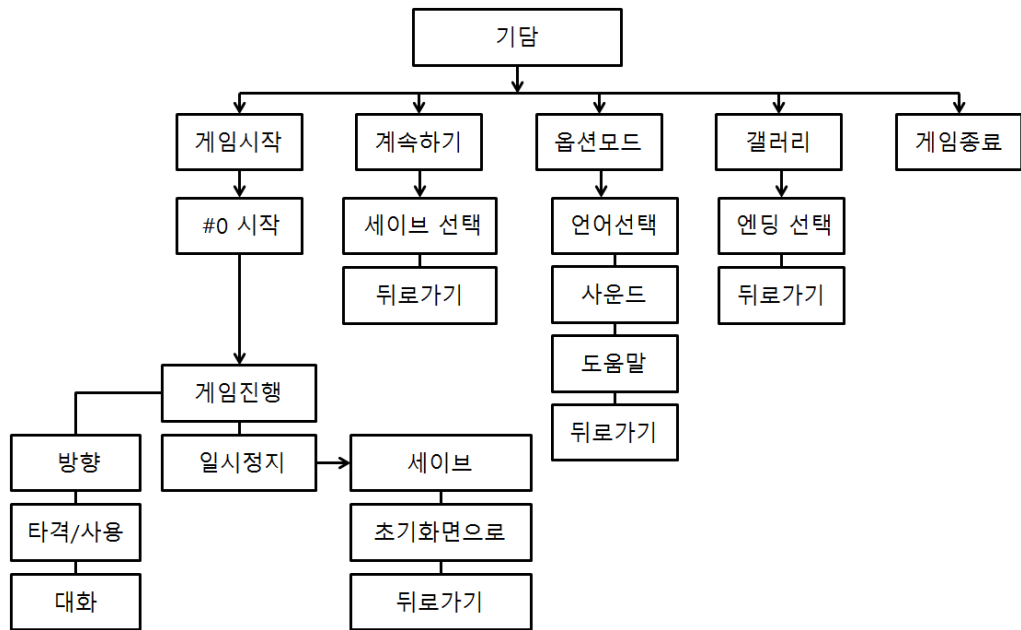 기담
게임시작
계속하기
옵션모드
갤러리
게임종료
#0 시작
세이브 선택
언어선택
엔딩 선택
뒤로가기
사운드
뒤로가기
도움말
게임진행
뒤로가기
방향
일시정지
세이브
타격/사용
초기화면으로
대화
뒤로가기